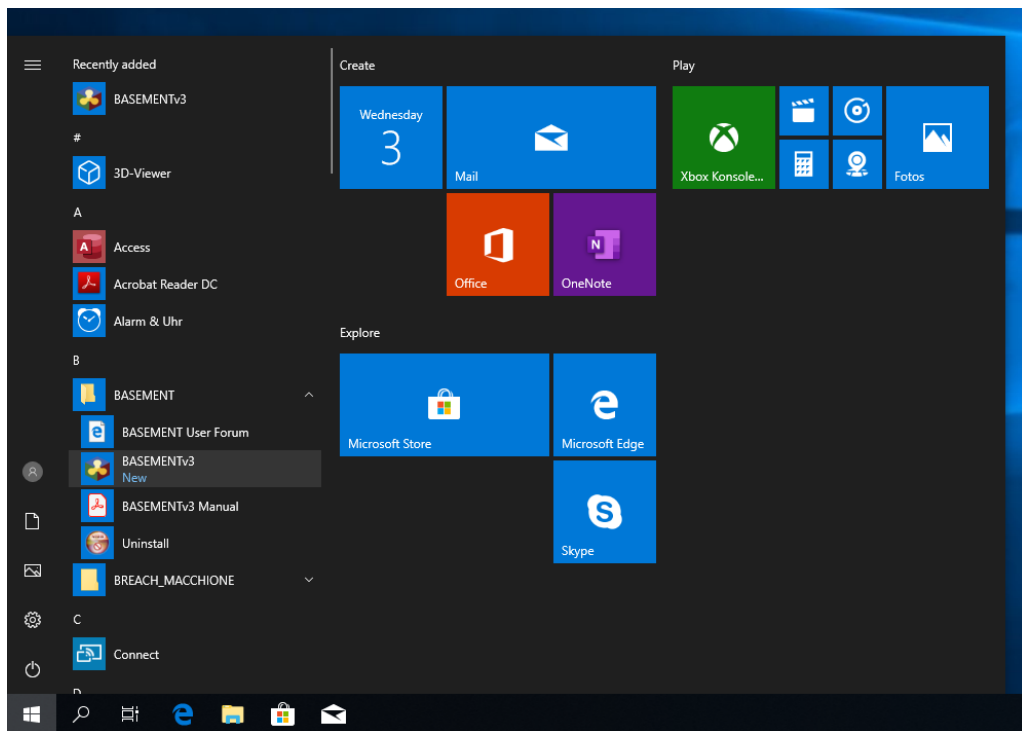 Recently added
BASEMENTv3
#
3D-Viewer
A
Access
Acrobat Reader DC
Alarm & Uhr
B
BASEMENT
BASEMENT User Forum
BASEMENTv3
New
BASEMENTv3 Manual
Uninstall
BREACH_MACCHIONE
C
Connect
D
Create
Wednesday
3
Mail
Office
OneNote
Explore
Microsoft Store
Microsoft Edge
Skype
Play
Xbox Konsole...
Fotos